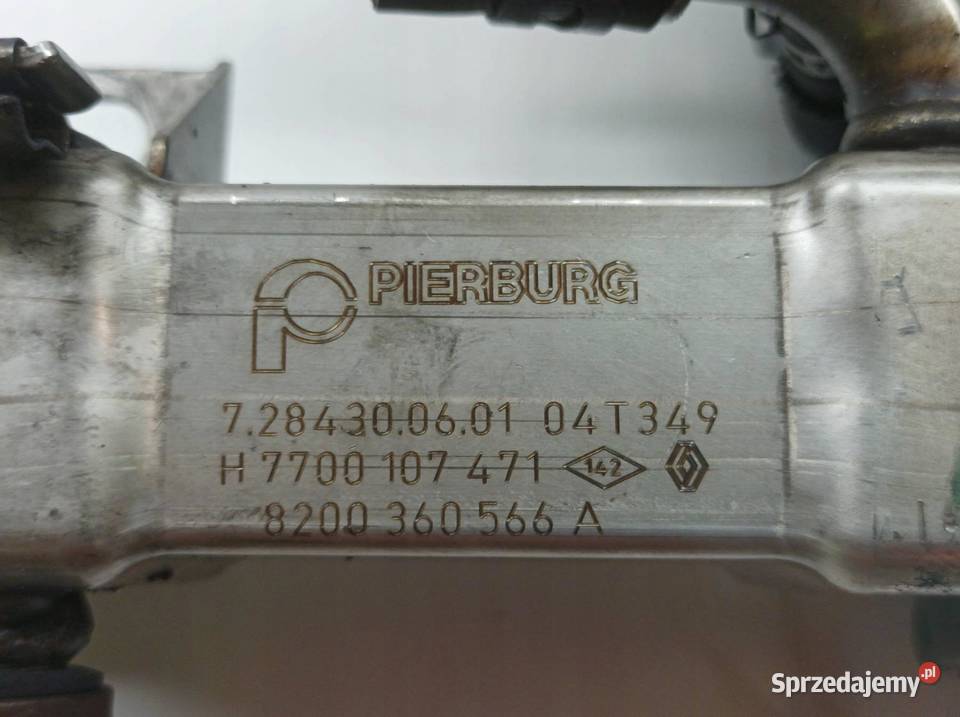 PIERBURG
7.28430.06.01 04T349
H 7700 107 471 142
8200 360 566 A
Sprzedajemy.pl